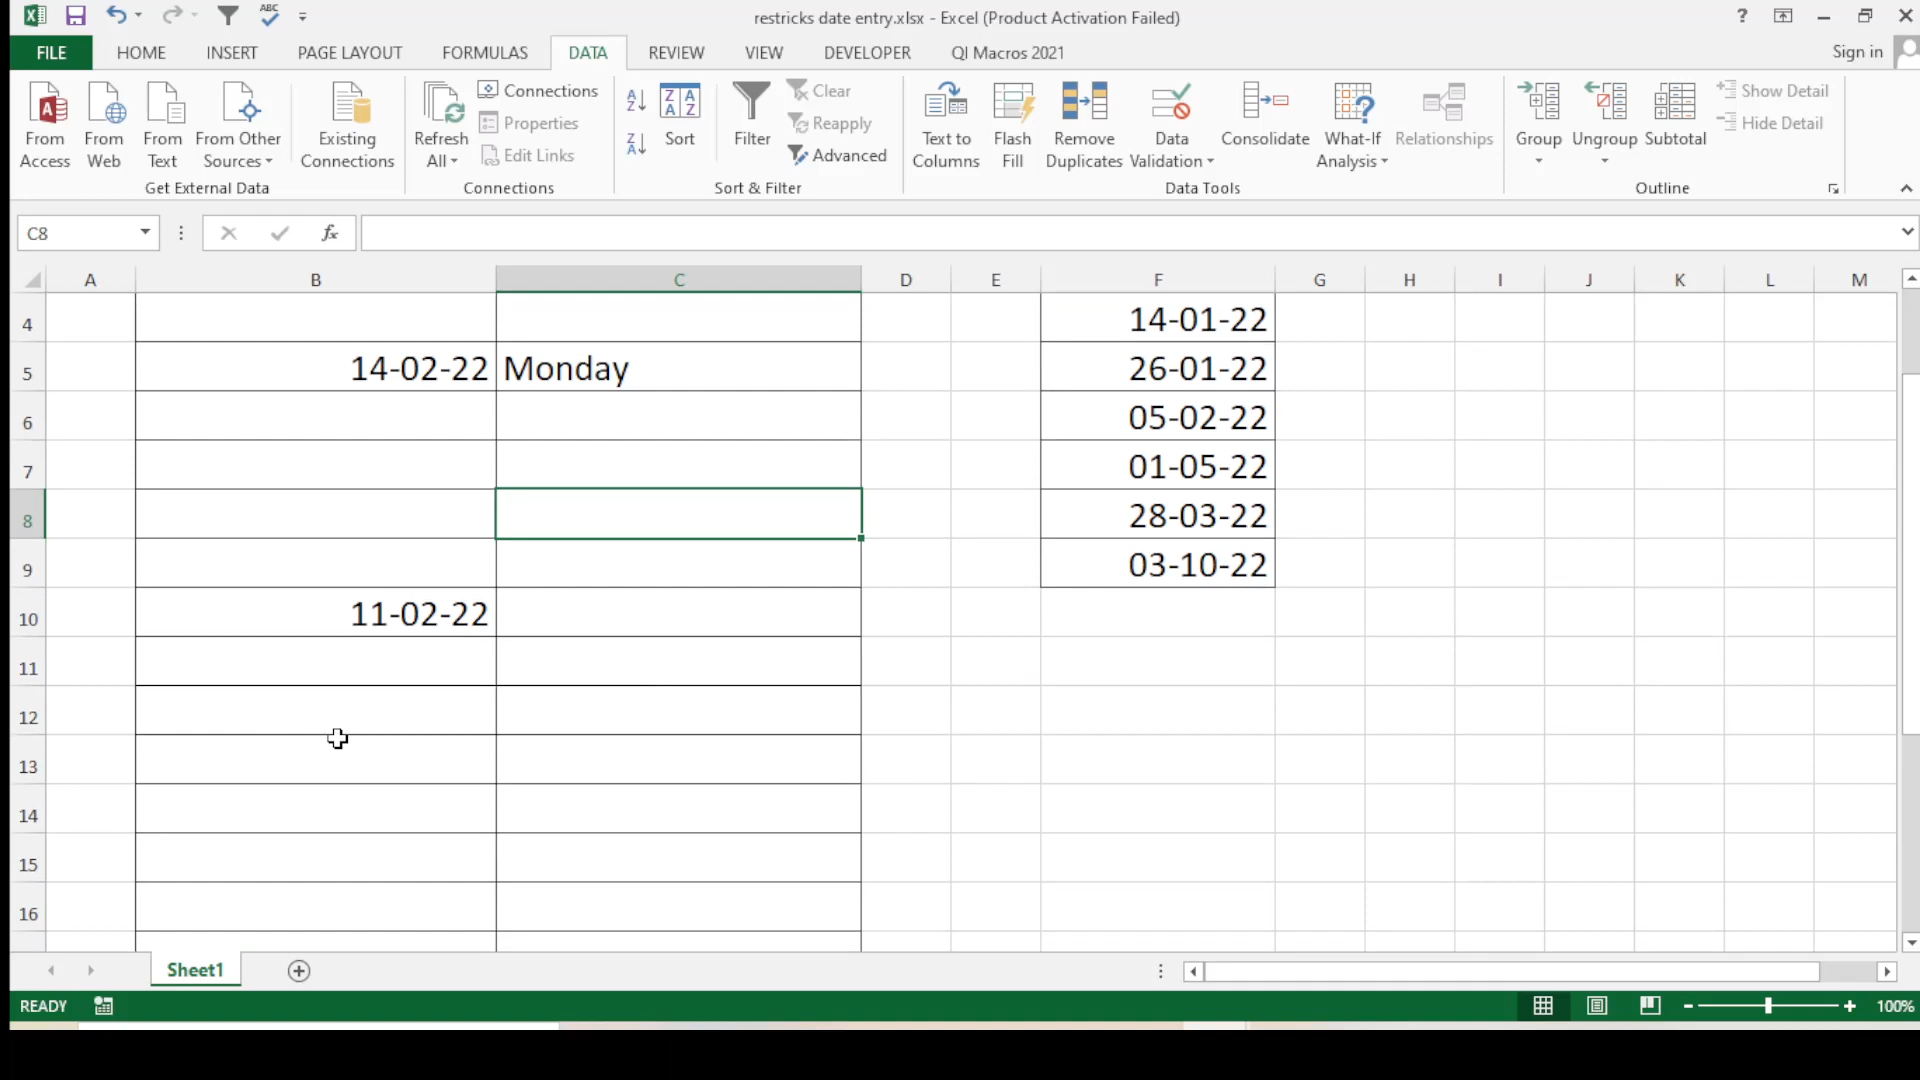 ABC
restricks date entry.xlsx - Excel (Product Activation Failed)
?
FILE HOME INSERT PAGE LAYOUT FORMULAS DATA REVIEW VIEW DEVELOPER QI Macros 2021 Sign in
From Access
From Web
From Text
From Other Sources
Existing Connections
Get External Data
Refresh All
Connections
Properties
Edit Links
Connections
Sort
Filter
Clear
Reapply
Advanced
Sort & Filter
Text to Columns
Flash Fill
Remove Duplicates
Data Validation
Consolidate
What-If Analysis
Relationships
Data Tools
Group
Ungroup
Subtotal
Show Detail
Hide Detail
Outline
C8 fx
A B C D E F G H I J K L M
4 14-01-22
5 14-02-22 Monday 26-01-22
6 05-02-22
7 01-05-22
8 28-03-22
9 03-10-22
10 11-02-22
11
12
13
14
15
16
Sheet1
READY 100%